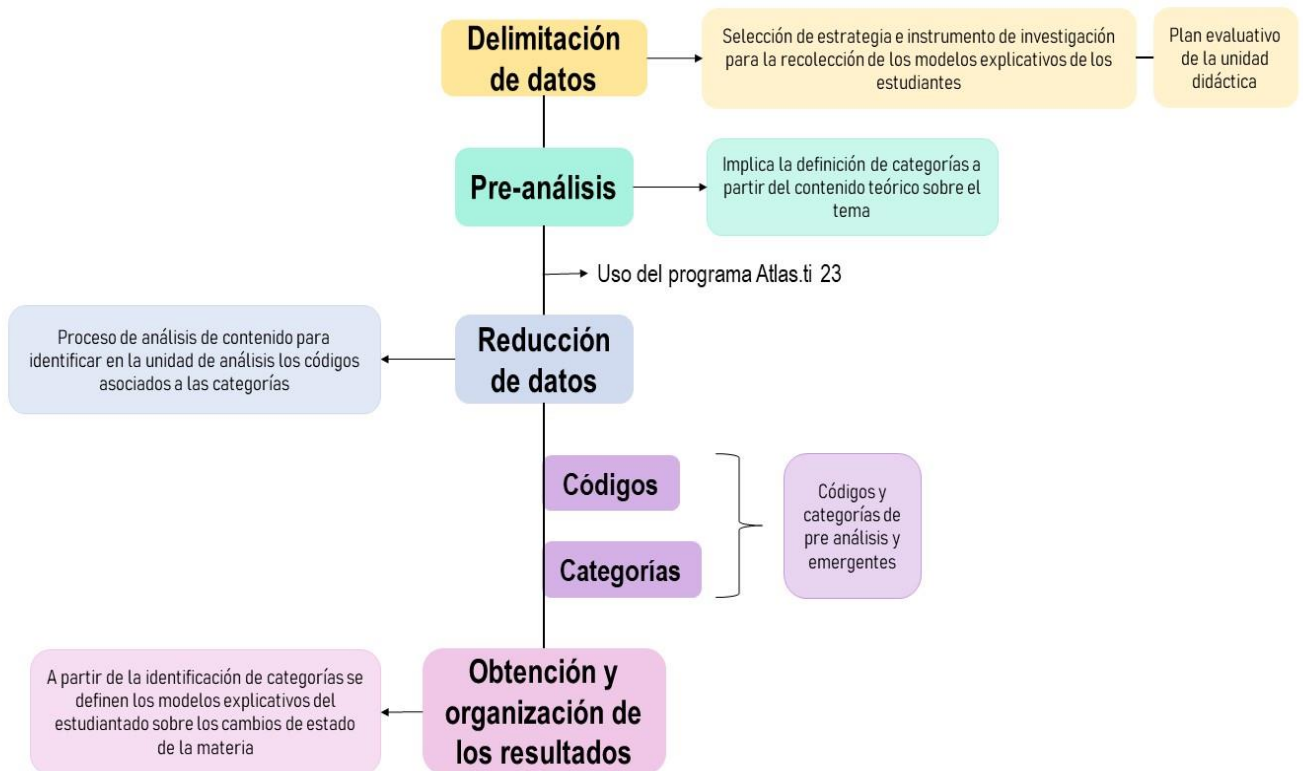 Delimitación
de datos
Selección de estrategia e instrumento de investigación
para la recolección de los modelos explicativos de los
estudiantes
Plan evaluativo
de la unidad
didáctica
Pre-análisis
Implica la definición de categorías a
partir del contenido teórico sobre el
tema
Uso del programa Atlas.ti 23
Reducción
de datos
Proceso de análisis de contenido para
identificar en la unidad de análisis los códigos
asociados a las categorías
Códigos
Categorías
Códigos y
categorías de
pre análisis y
emergentes
Obtención y
organización de
los resultados
A partir de la identificación de categorías se
definen los modelos explicativos del
estudiantado sobre los cambios de estado
de la materia